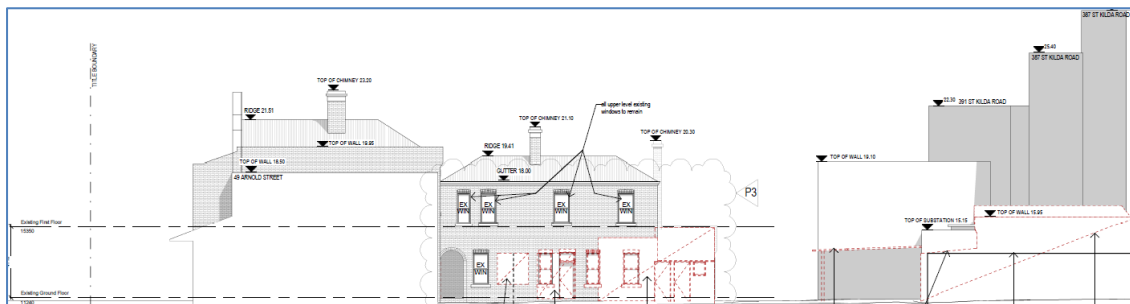 387 ST KILDA ROAD
25.40
387 ST KILDA ROAD
TITLE BOUNDARY
TOP OF CHIMNEY 23.20
22.30 391 ST KILDA ROAD
all upper level existing
windows to remain
RIDGE 21.51
TOP OF CHIMNEY 21.10
TOP OF CHIMNEY 20.30
TOP OF WALL 19.95
RIDGE 19.41
TOP OF WALL 18.50
TOP OF WALL 19.10
GUTTER 18.00
49 ARNOLD STREET
P3
EX
WIN
EX
WIN
EX
WIN
EX
WIN
TOP OF WALL 15.95
TOP OF SUBSTATION 15.15
Existing First Floor
15350
EX
WIN
Existing Ground Floor